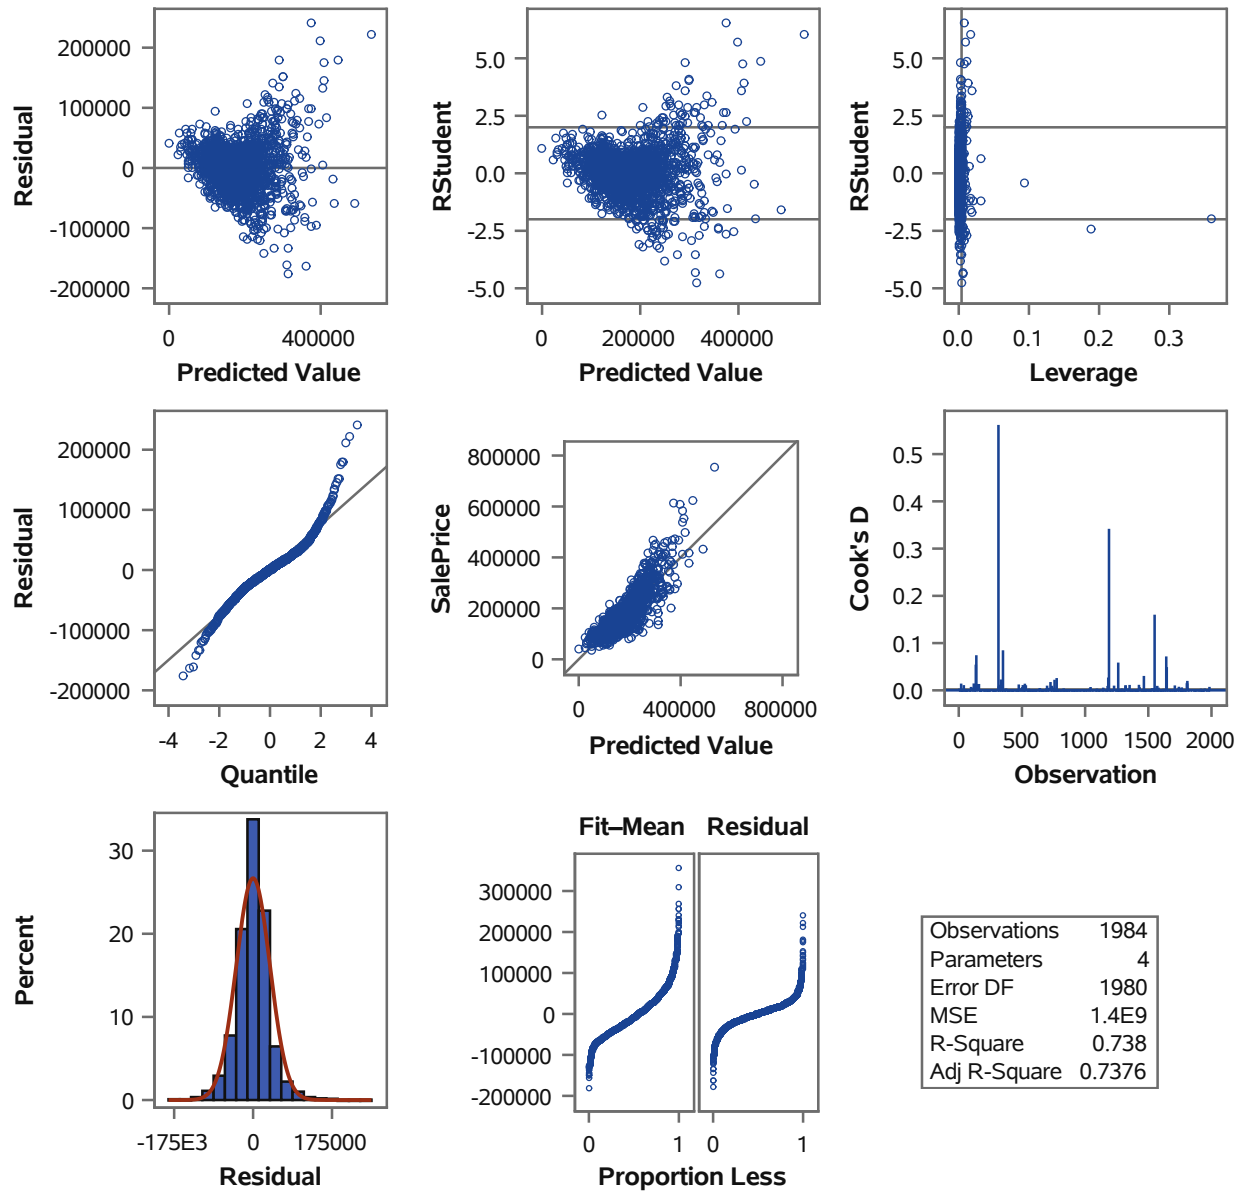 Residual
200000
100000
0
-100000
-200000
0
400000
Predicted Value
RStudent
5.0
2.5
0.0
-2.5
-5.0
0
200000
400000
Predicted Value
RStudent
5.0
2.5
0.0
-2.5
-5.0
0.0
0.1
0.2
0.3
Leverage
Residual
200000
100000
0
-100000
-200000
-4
-2
0
2
4
Quantile
SalePrice
800000
600000
400000
200000
0
0
400000
800000
Predicted Value
Cook's D
0.5
0.4
0.3
0.2
0.1
0.0
0
500
1000
1500
2000
Observation
Percent
30
20
10
0
-175E3
0
175000
Residual
Fit–Mean
Residual
300000
200000
100000
0
-100000
-200000
0
1
0
1
Proportion Less
Observations 1984
Parameters 4
Error DF 1980
MSE 1.4E9
R-Square 0.738
Adj R-Square 0.7376